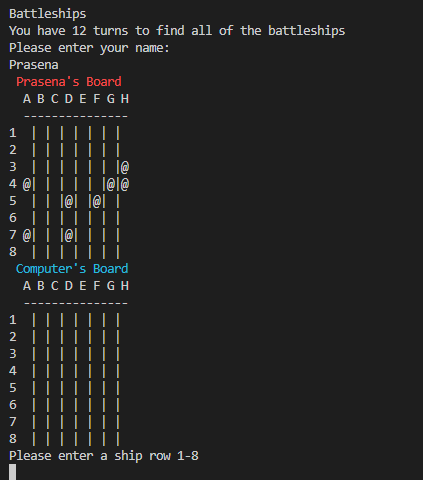 Battleships
You have 12 turns to find all of the battleships
Please enter your name:
Prasena
 Prasena's Board
  A B C D E F G H
  ---------------
1  | | | | | | |
2  | | | | | | |
3  | | | | | | |@
4 @| | | | | |@|@
5  | | |@| |@| |
6  | | | | | | |
7 @| | |@| | | |
8  | | | | | | |
 Computer's Board
  A B C D E F G H
  ---------------
1  | | | | | | |
2  | | | | | | |
3  | | | | | | |
4  | | | | | | |
5  | | | | | | |
6  | | | | | | |
7  | | | | | | |
8  | | | | | | |
Please enter a ship row 1-8